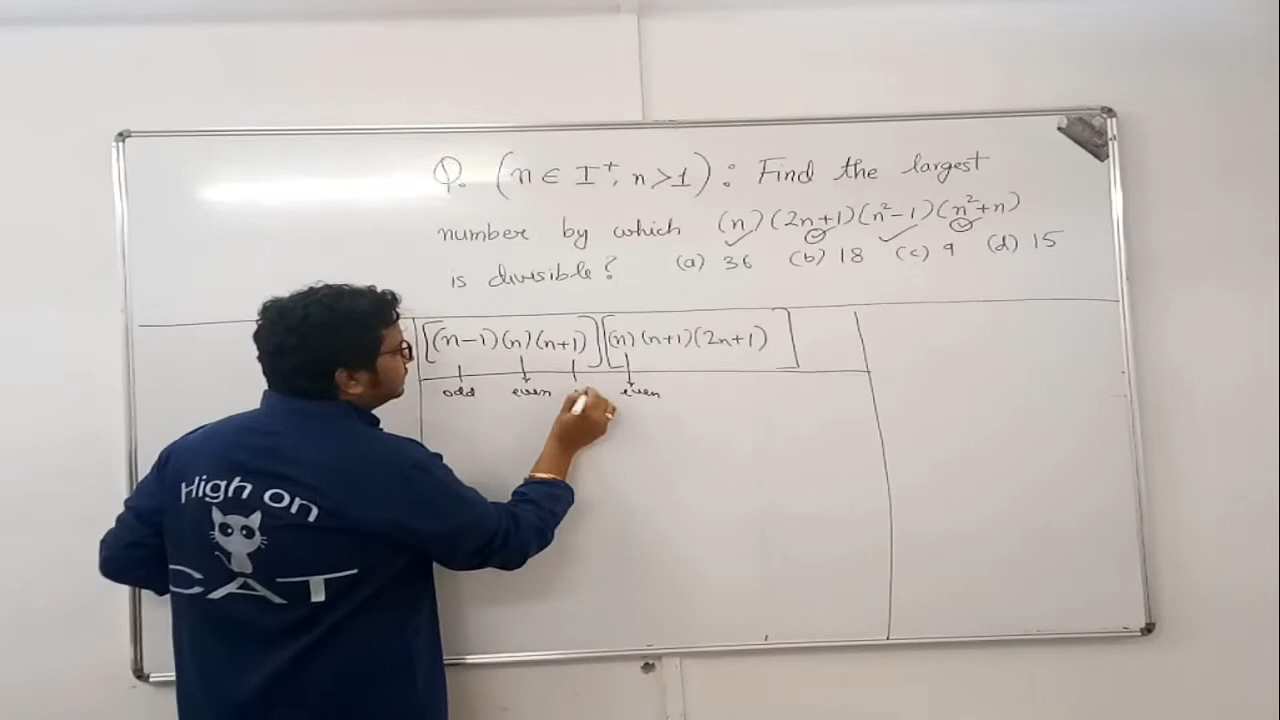 Q. (n ∈ I⁺, n>1) : Find the largest
number by which (n)(2n+1)(n²-1)(n²+n)
is divisible? (a) 36 (b) 18 (c) 9 (d) 15
[(n-1)(n)(n+1)][(n)(n+1)(2n+1)]
odd even even
High on
CAT